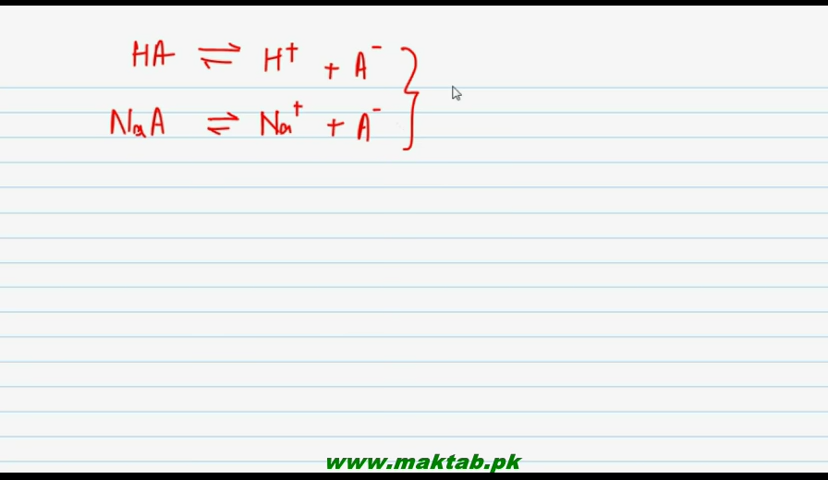 HA ⇌ H⁺ + A⁻
NaA ⇌ Na⁺ + A⁻
www.maktab.pk